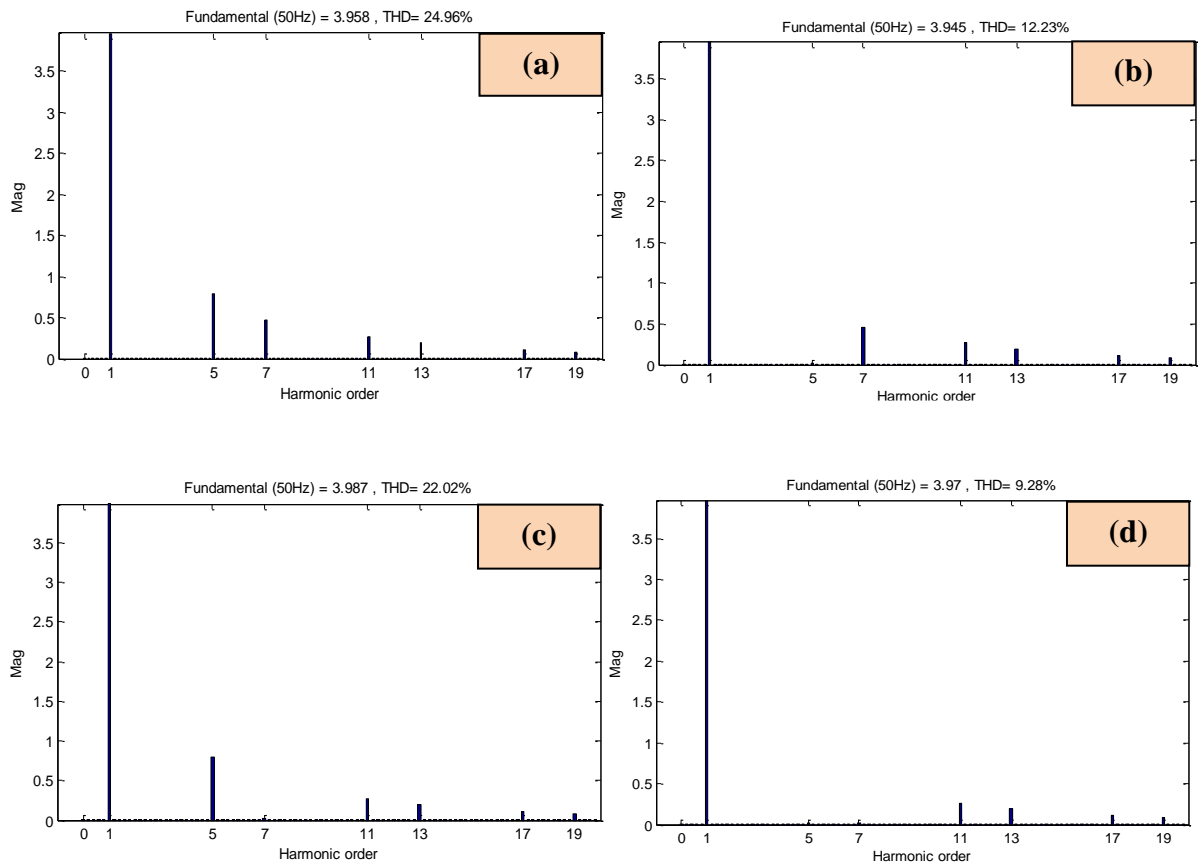 Fundamental (50Hz) = 3.958 , THD= 24.96%
(a)
3.5
3
2.5
2
1.5
1
0.5
0
Mag
0 1 5 7 11 13 17 19
Harmonic order
Fundamental (50Hz) = 3.945 , THD= 12.23%
(b)
3.5
3
2.5
2
1.5
1
0.5
0
Mag
0 1 5 7 11 13 17 19
Harmonic order
Fundamental (50Hz) = 3.987 , THD= 22.02%
(c)
3.5
3
2.5
2
1.5
1
0.5
0
Mag
0 1 5 7 11 13 17 19
Harmonic order
Fundamental (50Hz) = 3.97 , THD= 9.28%
(d)
3.5
3
2.5
2
1.5
1
0.5
0
Mag
0 1 5 7 11 13 17 19
Harmonic order